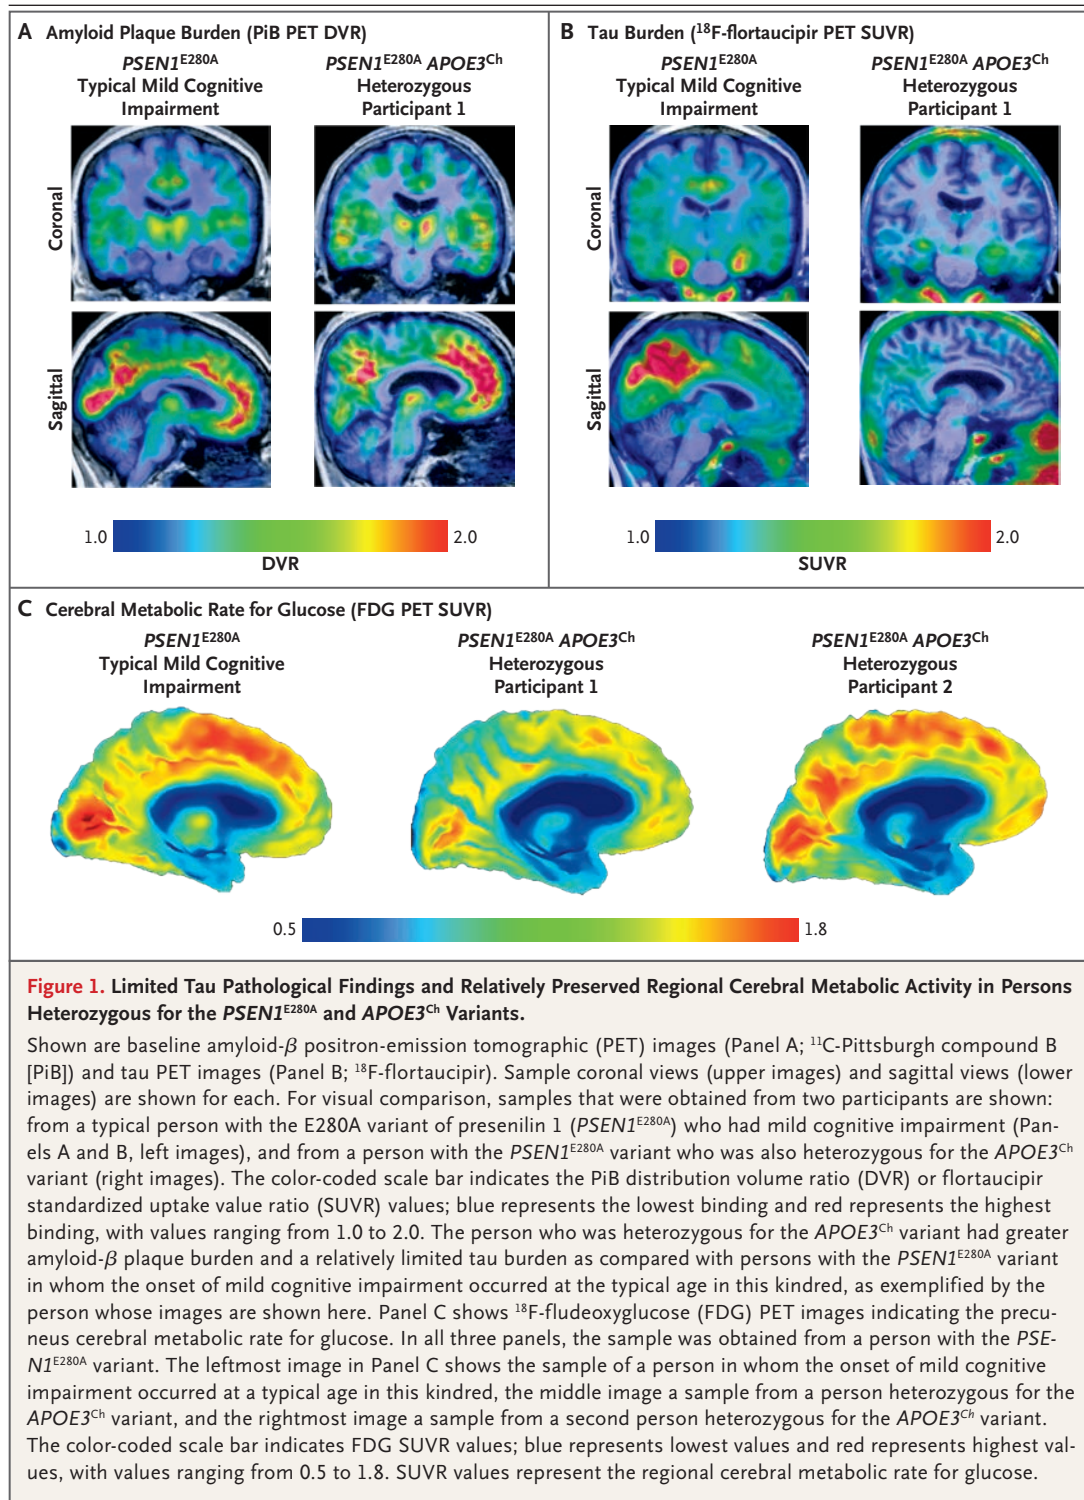 A Amyloid Plaque Burden (PiB PET DVR)
PSEN1E280A
Typical Mild Cognitive
Impairment
PSEN1E280A APOE3Ch
Heterozygous
Participant 1
Coronal
Sagittal
1.0
2.0
DVR
B Tau Burden (18F-flortaucipir PET SUVR)
PSEN1E280A
Typical Mild Cognitive
Impairment
PSEN1E280A APOE3Ch
Heterozygous
Participant 1
Coronal
Sagittal
1.0
2.0
SUVR
C Cerebral Metabolic Rate for Glucose (FDG PET SUVR)
PSEN1E280A
Typical Mild Cognitive
Impairment
PSEN1E280A APOE3Ch
Heterozygous
Participant 1
PSEN1E280A APOE3Ch
Heterozygous
Participant 2
0.5
1.8
Figure 1. Limited Tau Pathological Findings and Relatively Preserved Regional Cerebral Metabolic Activity in Persons
Heterozygous for the PSEN1E280A and APOE3Ch Variants.
Shown are baseline amyloid-β positron-emission tomographic (PET) images (Panel A; 11C-Pittsburgh compound B
[PiB]) and tau PET images (Panel B; 18F-flortaucipir). Sample coronal views (upper images) and sagittal views (lower
images) are shown for each. For visual comparison, samples that were obtained from two participants are shown:
from a typical person with the E280A variant of presenilin 1 (PSEN1E280A) who had mild cognitive impairment (Pan-
els A and B, left images), and from a person with the PSEN1E280A variant who was also heterozygous for the APOE3Ch
variant (right images). The color-coded scale bar indicates the PiB distribution volume ratio (DVR) or flortaucipir
standardized uptake value ratio (SUVR) values; blue represents the lowest binding and red represents the highest
binding, with values ranging from 1.0 to 2.0. The person who was heterozygous for the APOE3Ch variant had greater
amyloid-β plaque burden and a relatively limited tau burden as compared with persons with the PSEN1E280A variant
in whom the onset of mild cognitive impairment occurred at the typical age in this kindred, as exemplified by the
person whose images are shown here. Panel C shows 18F-fludeoxyglucose (FDG) PET images indicating the precu-
neus cerebral metabolic rate for glucose. In all three panels, the sample was obtained from a person with the PSE-
N1E280A variant. The leftmost image in Panel C shows the sample of a person in whom the onset of mild cognitive
impairment occurred at a typical age in this kindred, the middle image a sample from a person heterozygous for the
APOE3Ch variant, and the rightmost image a sample from a second person heterozygous for the APOE3Ch variant.
The color-coded scale bar indicates FDG SUVR values; blue represents lowest values and red represents highest val-
ues, with values ranging from 0.5 to 1.8. SUVR values represent the regional cerebral metabolic rate for glucose.